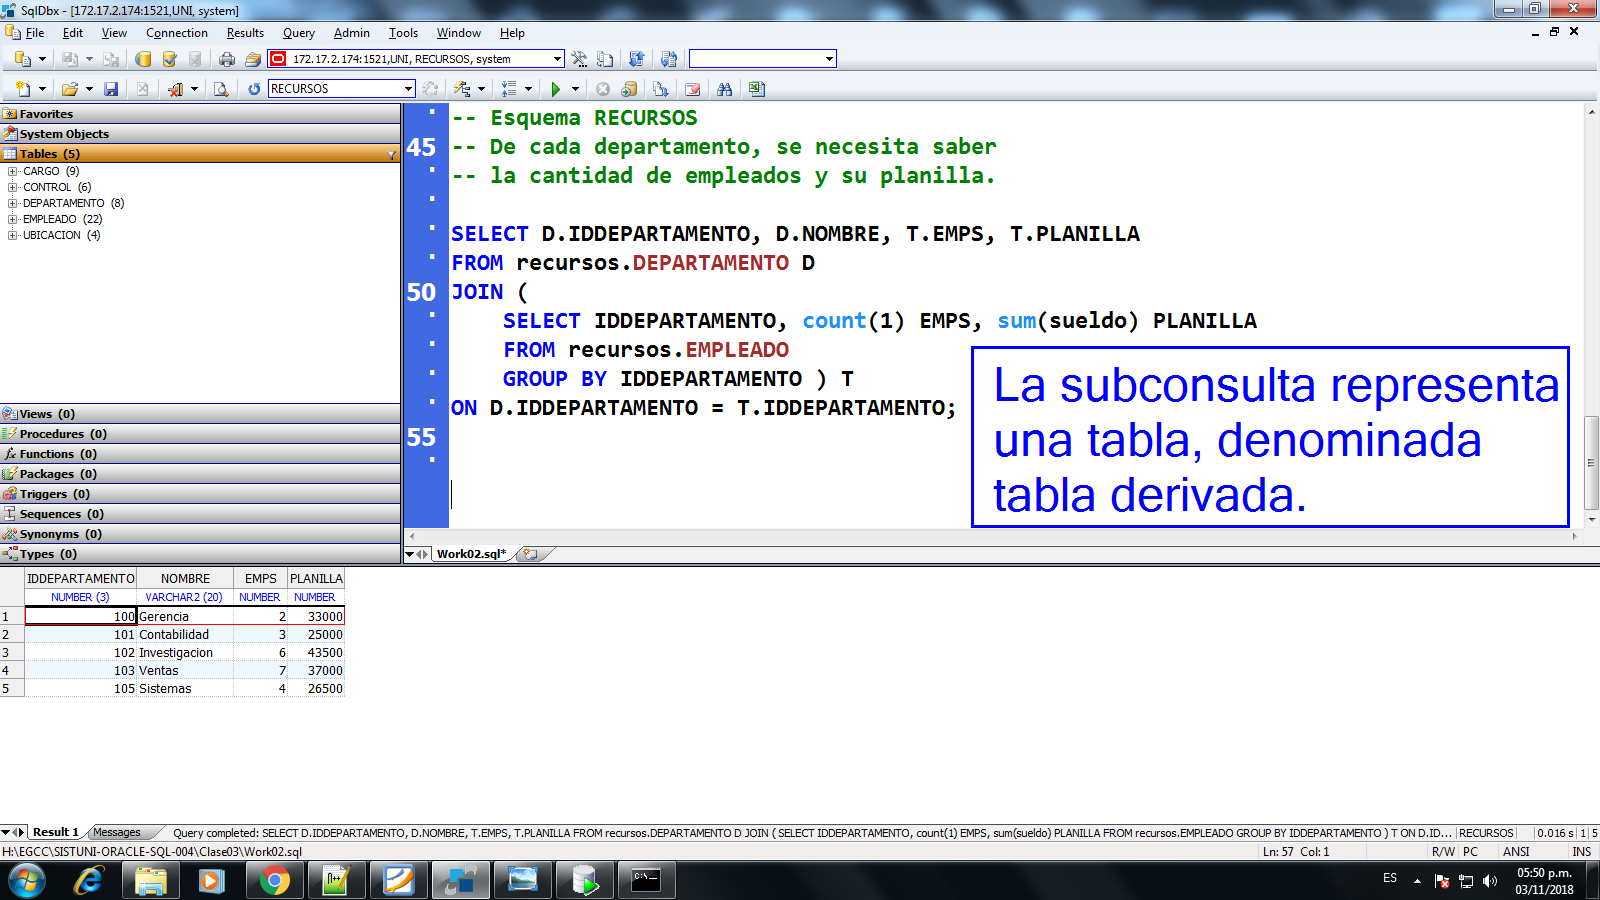 SqlDbx - [172.17.2.174:1521,UNI, system]
File Edit View Connection Results Query Admin Tools Window Help
172.17.2.174:1521,UNI, RECURSOS, system
RECURSOS
Favorites
System Objects
Tables (5)
CARGO (9)
CONTROL (6)
DEPARTAMENTO (8)
EMPLEADO (22)
UBICACION (4)
Views (0)
Procedures (0)
Functions (0)
Packages (0)
Triggers (0)
Sequences (0)
Synonyms (0)
Types (0)
-- Esquema RECURSOS
45 -- De cada departamento, se necesita saber
-- la cantidad de empleados y su planilla.
SELECT D.IDDEPARTAMENTO, D.NOMBRE, T.EMPS, T.PLANILLA
FROM recursos.DEPARTAMENTO D
50 JOIN (
SELECT IDDEPARTAMENTO, count(1) EMPS, sum(sueldo) PLANILLA
FROM recursos.EMPLEADO
GROUP BY IDDEPARTAMENTO ) T
ON D.IDDEPARTAMENTO = T.IDDEPARTAMENTO;
55
La subconsulta representa
una tabla, denominada
tabla derivada.
Work02.sql*
IDDEPARTAMENTO NOMBRE EMPS PLANILLA
NUMBER (3) VARCHAR2 (20) NUMBER NUMBER
1 100 Gerencia 2 33000
2 101 Contabilidad 3 25000
3 102 Investigacion 6 43500
4 103 Ventas 7 37000
5 105 Sistemas 4 26500
Result 1 Messages Query completed: SELECT D.IDDEPARTAMENTO, D.NOMBRE, T.EMPS, T.PLANILLA FROM recursos.DEPARTAMENTO D JOIN ( SELECT IDDEPARTAMENTO, count(1) EMPS, sum(sueldo) PLANILLA FROM recursos.EMPLEADO GROUP BY IDDEPARTAMENTO ) T ON D.ID... RECURSOS 0.016 s 1 5
H:\EGCC\SISTUNI-ORACLE-SQL-004\Clase03\Work02.sql Ln: 57 Col: 1 R/W PC ANSI INS
ES 05:50 p.m.
03/11/2018